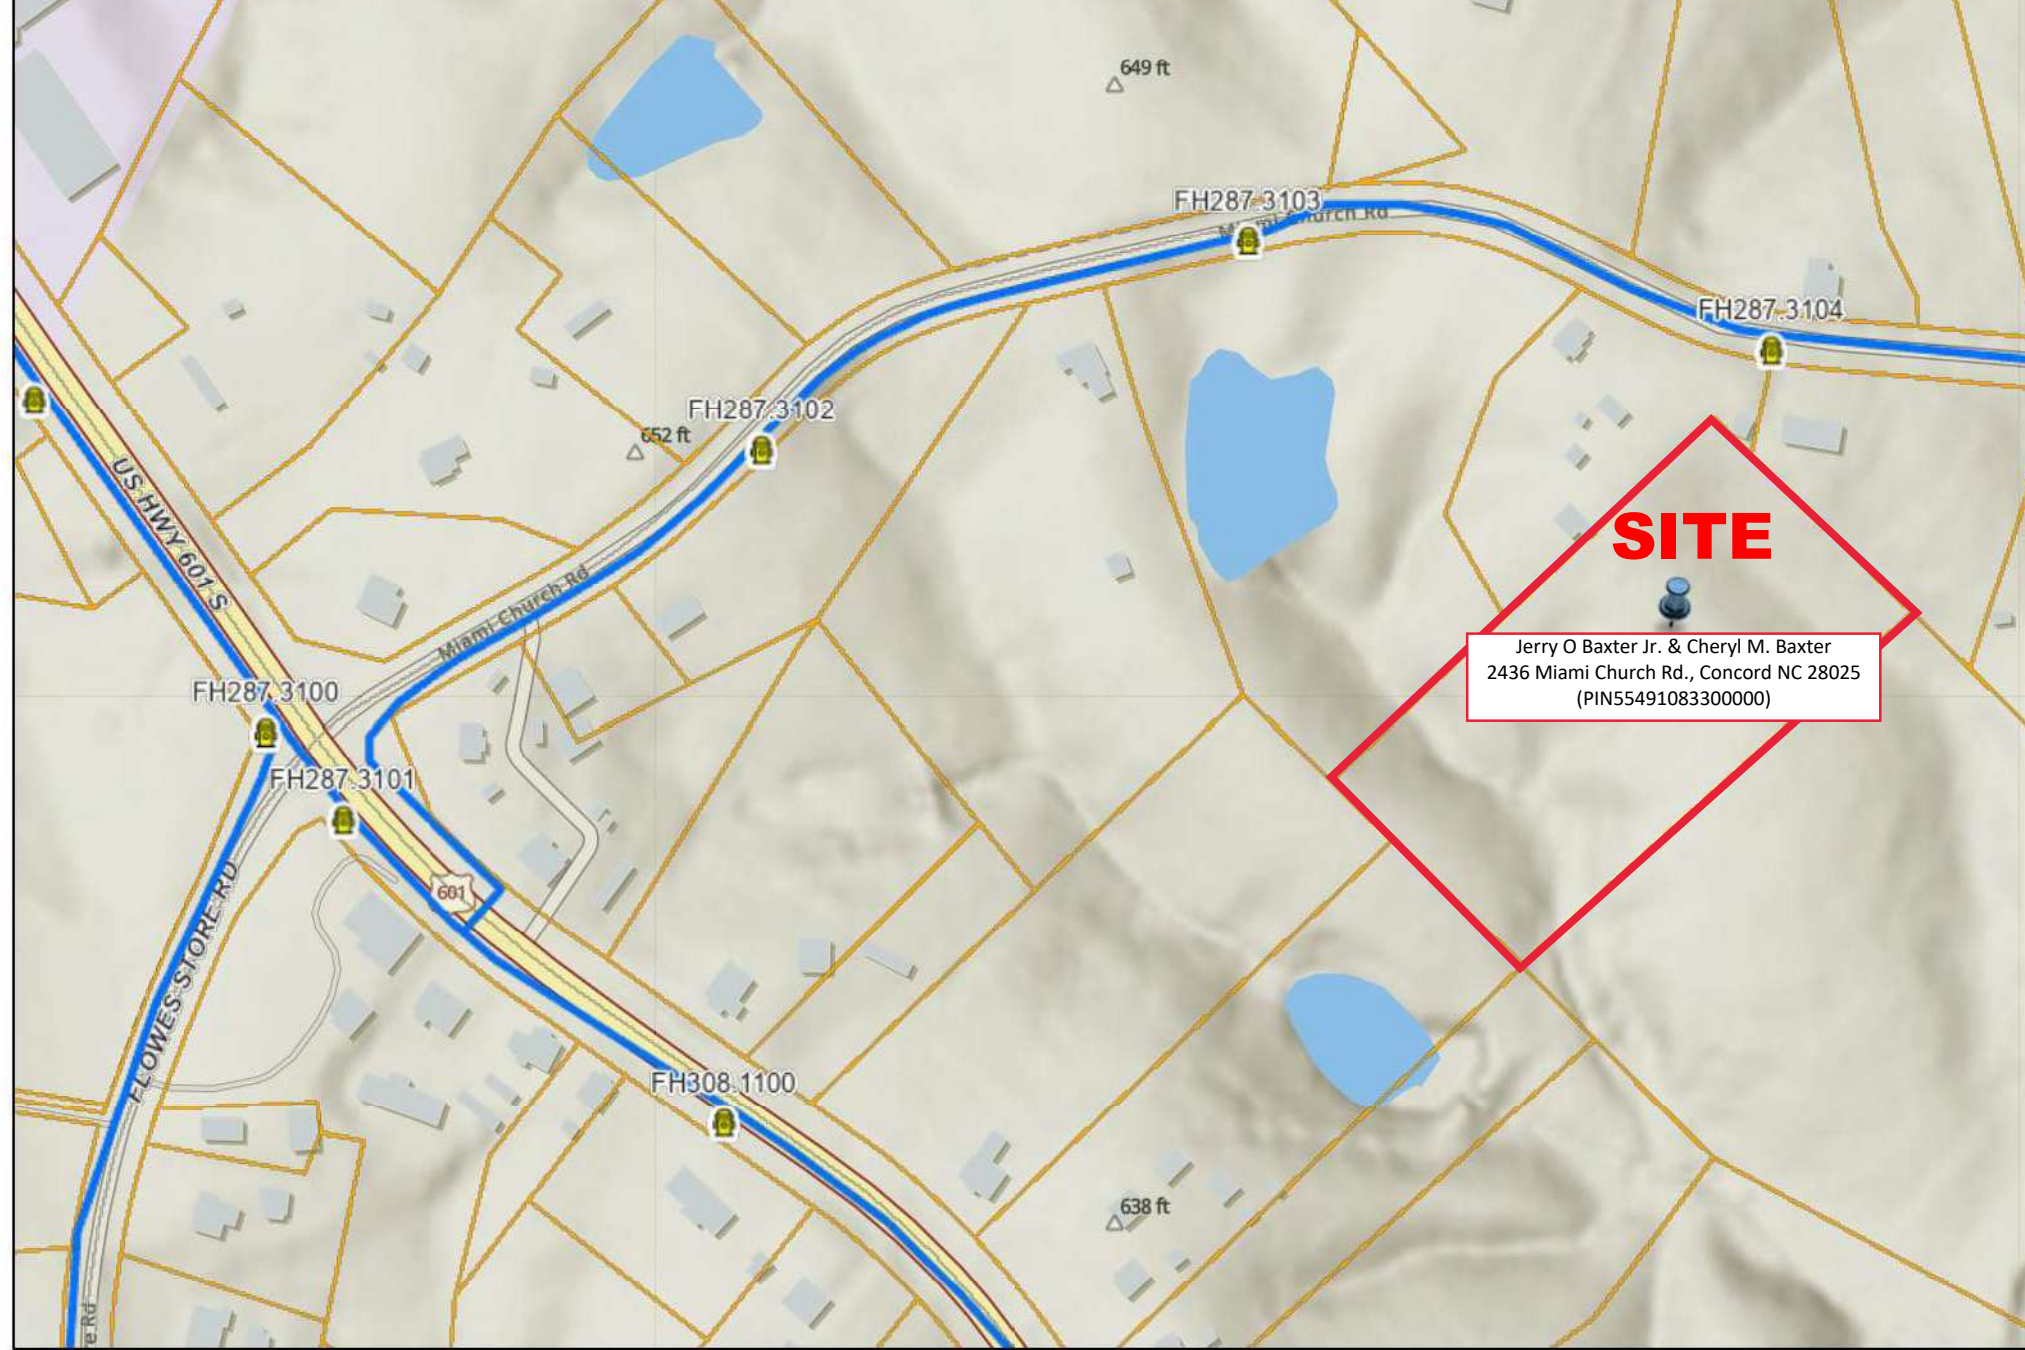 649 ft
FH287.3103
Miami Church Rd
FH287.3104
FH287.3102
652 ft
US HWY 601 S
SITE
Miami Church Rd
Jerry O Baxter Jr. & Cheryl M. Baxter
2436 Miami Church Rd., Concord NC 28025
(PIN55491083300000)
FH287.3100
FH287.3101
601
FLOWES STORE RD
FH308.1100
638 ft
e Rd